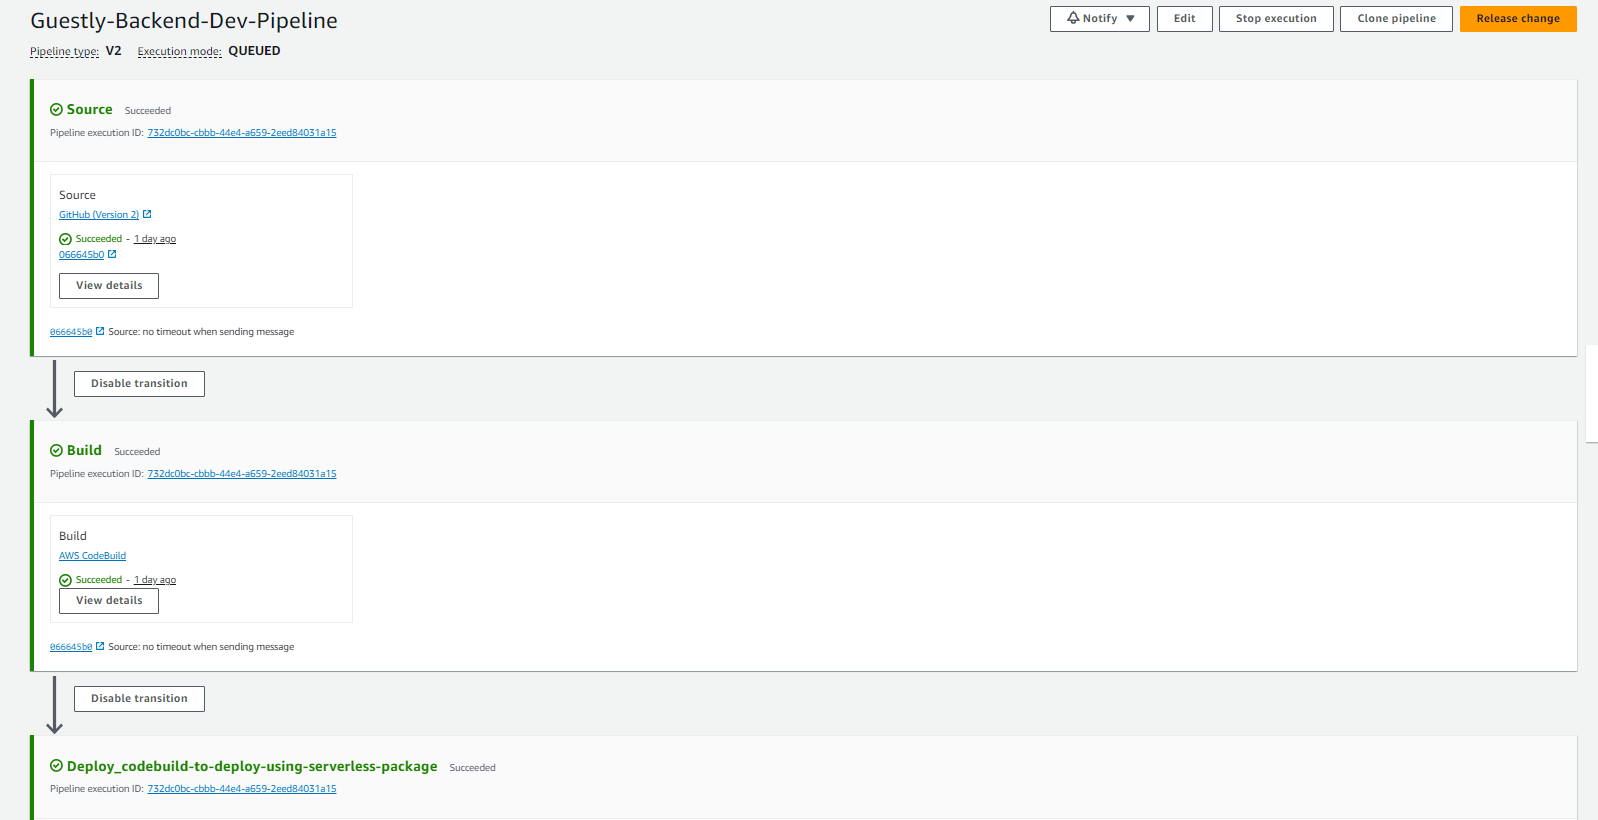 Guestly-Backend-Dev-Pipeline
Notify ▼ Edit Stop execution Clone pipeline Release change
Pipeline type: V2 Execution mode: QUEUED
Source Succeeded
Pipeline execution ID: 732dc0bc-cbbb-44e4-a659-2eed84031a15
Source
GitHub (Version 2)
Succeeded - 1 day ago
066645b0
View details
066645b0 Source: no timeout when sending message
Disable transition
Build Succeeded
Pipeline execution ID: 732dc0bc-cbbb-44e4-a659-2eed84031a15
Build
AWS CodeBuild
Succeeded - 1 day ago
View details
066645b0 Source: no timeout when sending message
Disable transition
Deploy_codebuild-to-deploy-using-serverless-package Succeeded
Pipeline execution ID: 732dc0bc-cbbb-44e4-a659-2eed84031a15